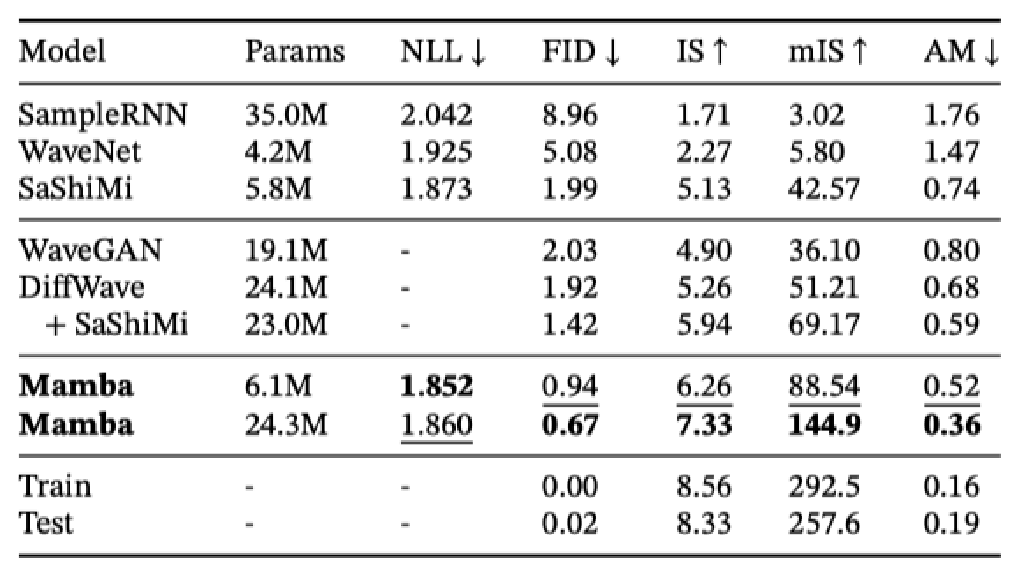 Model Params NLL ↓ FID ↓ IS ↑ mIS ↑ AM ↓
SampleRNN 35.0M 2.042 8.96 1.71 3.02 1.76
WaveNet 4.2M 1.925 5.08 2.27 5.80 1.47
SaShiMi 5.8M 1.873 1.99 5.13 42.57 0.74
WaveGAN 19.1M - 2.03 4.90 36.10 0.80
DiffWave 24.1M - 1.92 5.26 51.21 0.68
+ SaShiMi 23.0M - 1.42 5.94 69.17 0.59
Mamba 6.1M 1.852 0.94 6.26 88.54 0.52
Mamba 24.3M 1.860 0.67 7.33 144.9 0.36
Train - - 0.00 8.56 292.5 0.16
Test - - 0.02 8.33 257.6 0.19